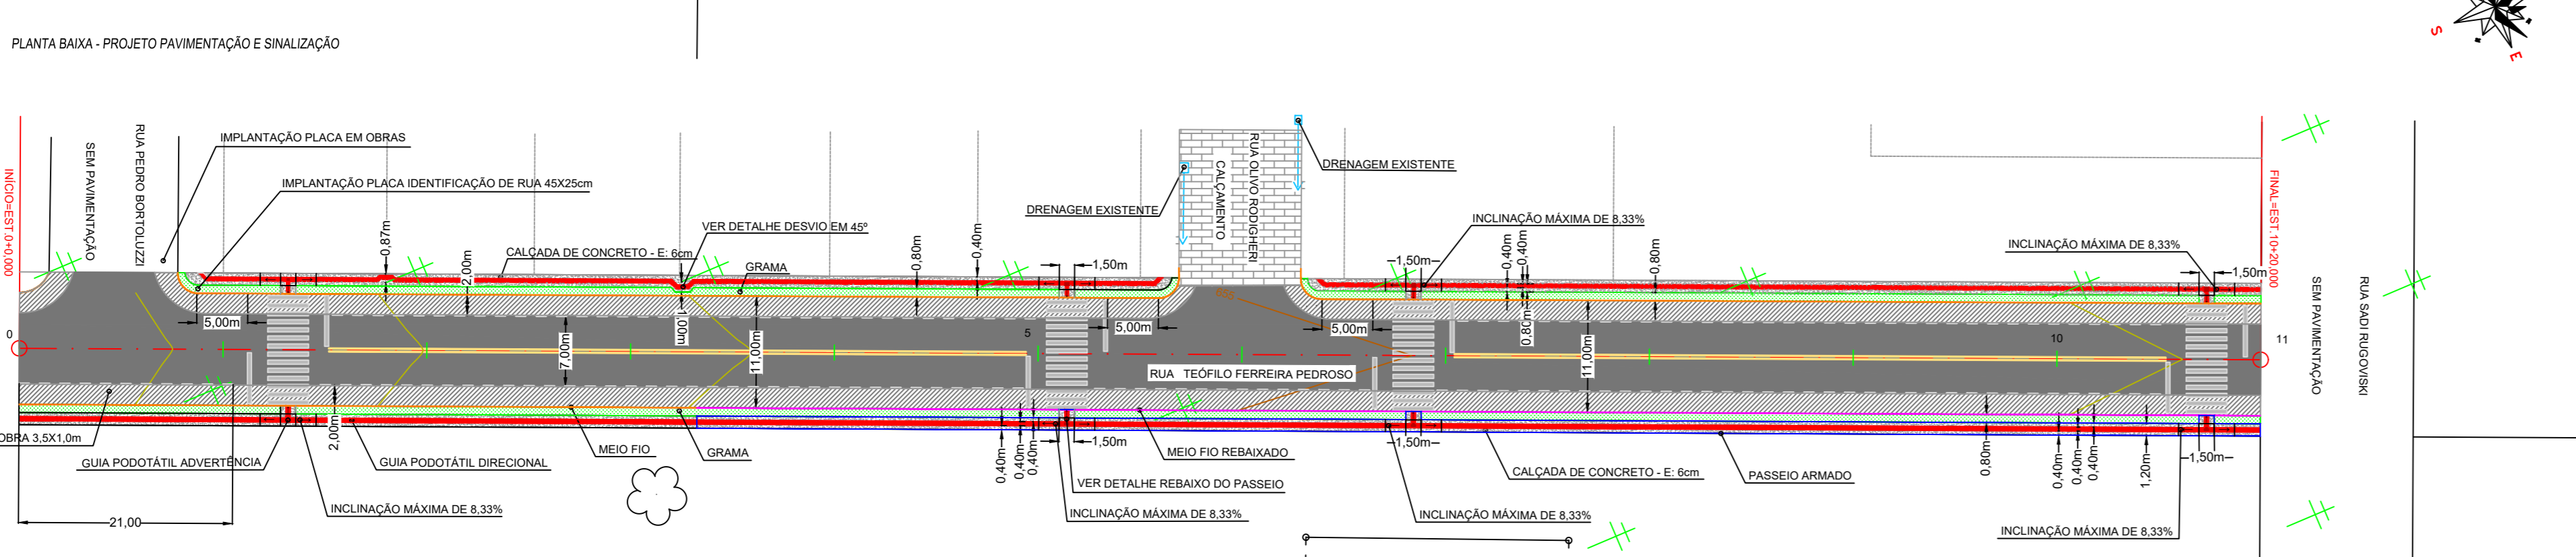 PLANTA BAIXA - PROJETO PAVIMENTAÇÃO E SINALIZAÇÃO
S
E
INÍCIO=EST.0+0,000
SEM PAVIMENTAÇÃO
RUA PEDRO BORTOLUZZI
IMPLANTAÇÃO PLACA EM OBRAS
IMPLANTAÇÃO PLACA IDENTIFICAÇÃO DE RUA 45X25cm
0,87m
CALÇADA DE CONCRETO - E: 6cm
2,00m
VER DETALHE DESVIO EM 45º
GRAMA
0,80m
0,40m
DRENAGEM EXISTENTE
1,50m
CALÇAMENTO
RUA OLIVO RODIGHERI
DRENAGEM EXISTENTE
INCLINAÇÃO MÁXIMA DE 8,33%
1,50m
0,40m
0,40m
0,80m
0,80m
INCLINAÇÃO MÁXIMA DE 8,33%
1,50m
FINAL=EST.10+20,000
SEM PAVIMENTAÇÃO
RUA SADI RUGOVISKI
0
5,00m
7,00m
1,00m
11,00m
5
5,00m
5,00m
RUA TEÓFILO FERREIRA PEDROSO
11,00m
10
11
OBRA 3,5X1,0m
GUIA PODOTÁTIL ADVERTÊNCIA
2,00m
GUIA PODOTÁTIL DIRECIONAL
MEIO FIO
GRAMA
0,40m
0,40m
0,40m
1,50m
MEIO FIO REBAIXADO
VER DETALHE REBAIXO DO PASSEIO
INCLINAÇÃO MÁXIMA DE 8,33%
1,50m
CALÇADA DE CONCRETO - E: 6cm
PASSEIO ARMADO
0,80m
0,40m
0,40m
0,40m
1,20m
1,50m
21,00
INCLINAÇÃO MÁXIMA DE 8,33%
INCLINAÇÃO MÁXIMA DE 8,33%
INCLINAÇÃO MÁXIMA DE 8,33%